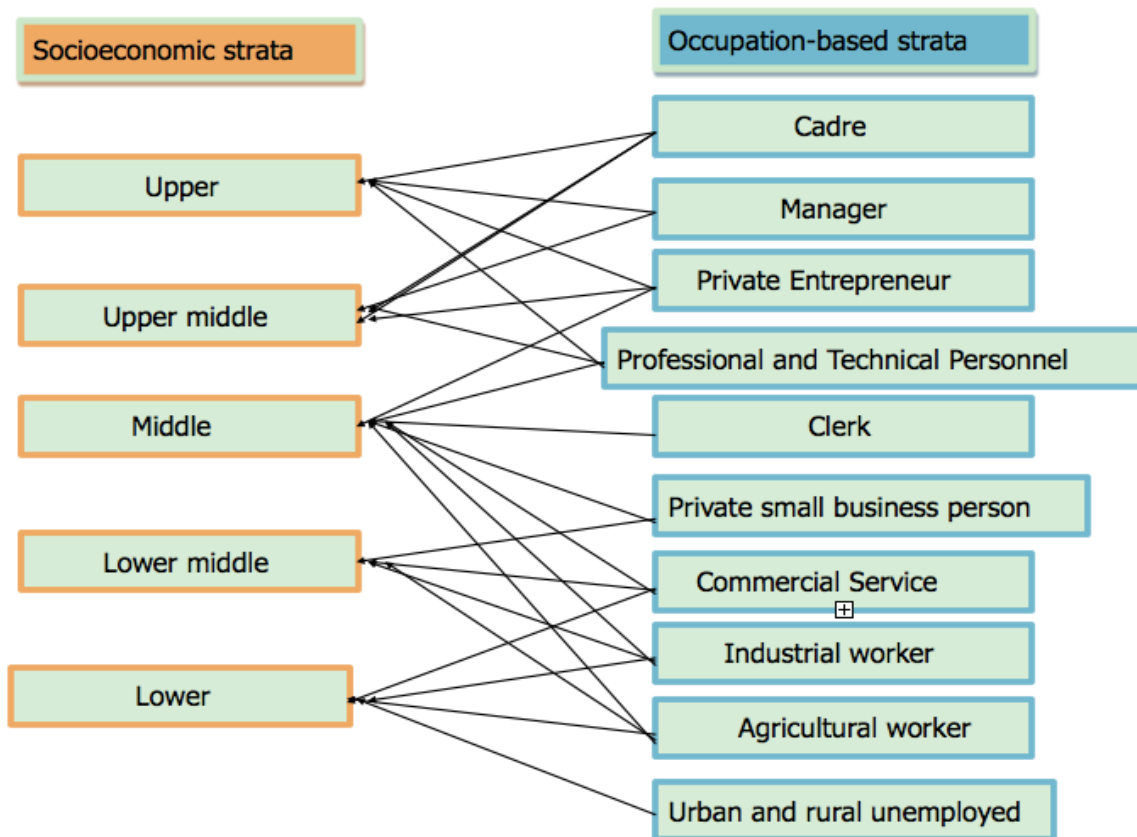 Socioeconomic strata
Occupation-based strata
Upper
Upper middle
Middle
Lower middle
Lower
Cadre
Manager
Private Entrepreneur
Professional and Technical Personnel
Clerk
Private small business person
Commercial Service
Industrial worker
Agricultural worker
Urban and rural unemployed